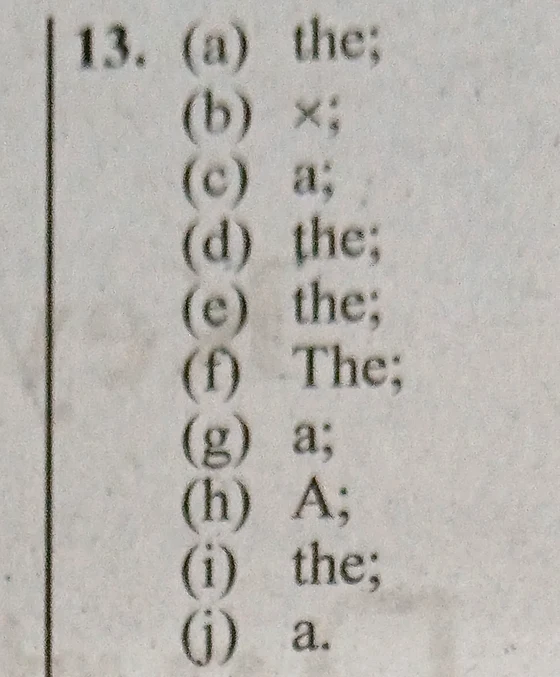 13. (a) the;
(b) ×;
(c) a;
(d) the;
(e) the;
(f) The;
(g) a;
(h) A;
(i) the;
(j) a.